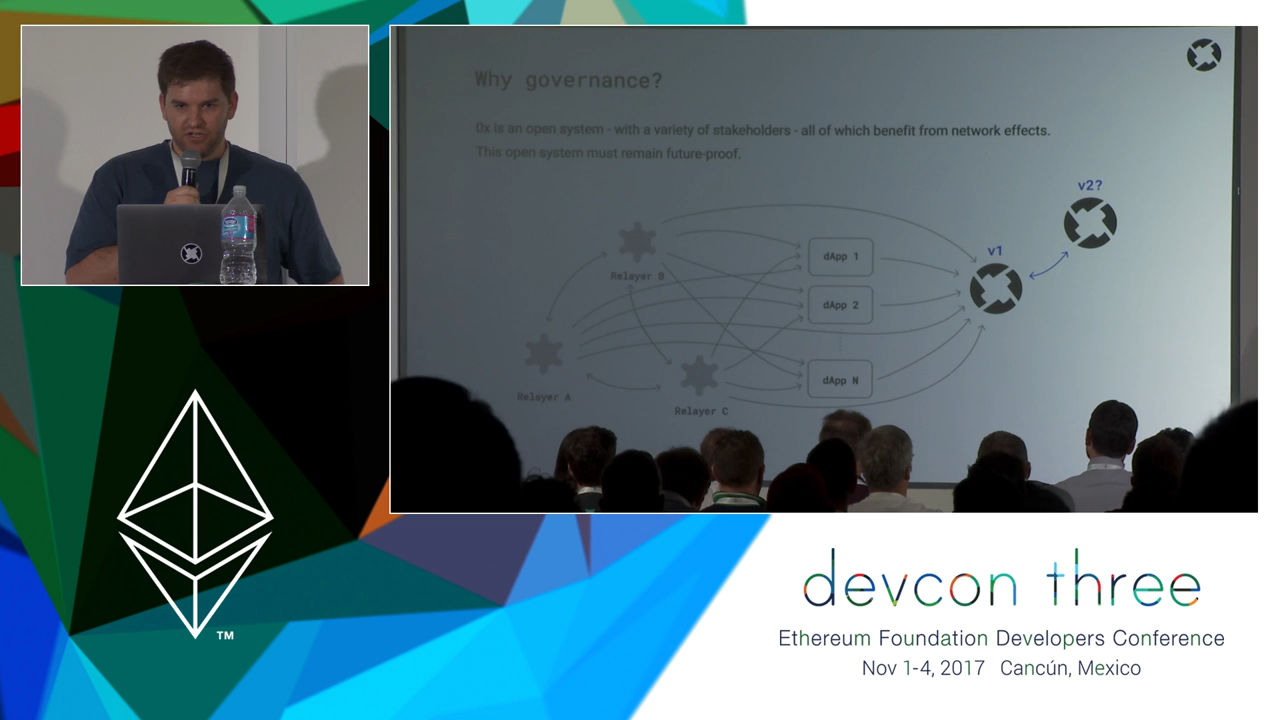 Why governance?
0x is an open system - with a variety of stakeholders - all of which benefit from network effects.
This open system must remain future-proof.
v2?
v1
Relayer B
dApp 1
dApp 2
dApp N
Relayer A
Relayer C
TM
devcon three
Ethereum Foundation Developers Conference
Nov 1-4, 2017 Cancún, Mexico